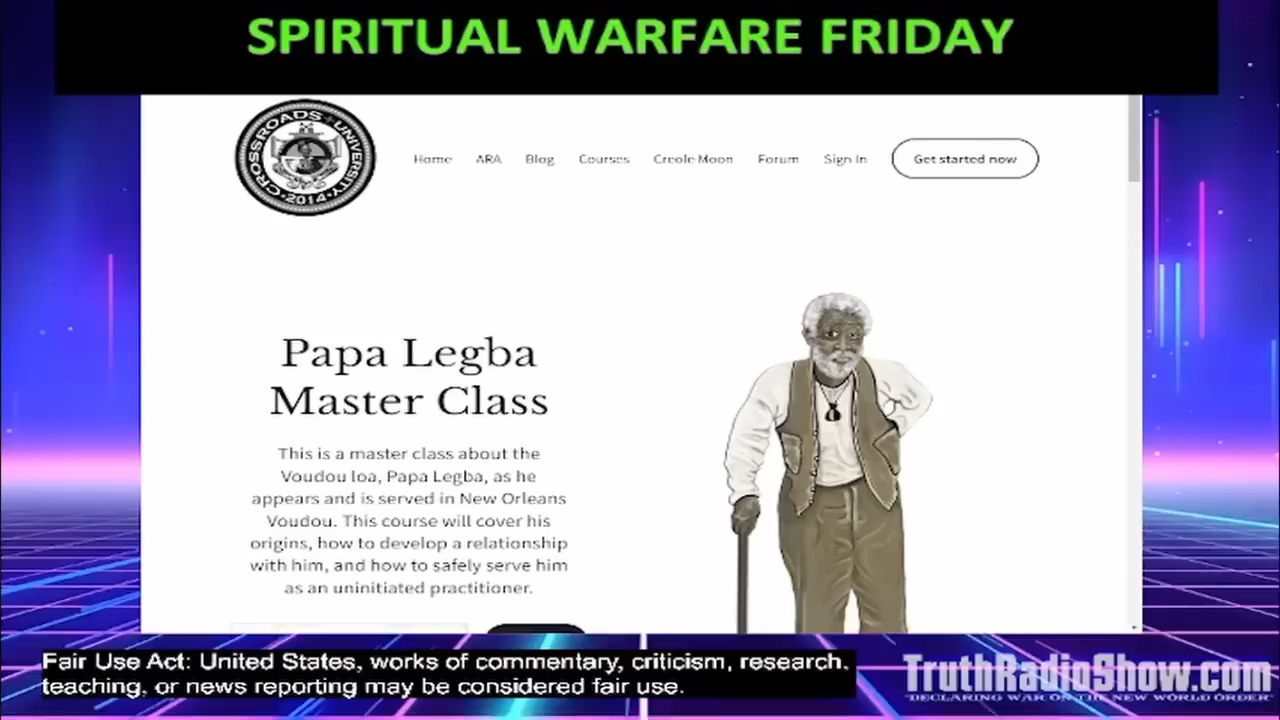 SPIRITUAL WARFARE FRIDAY
CROSSROADS UNIVERSITY
2014
Home ARA Blog Courses Creole Moon Forum Sign In Get started now
Papa Legba
Master Class
This is a master class about the
Voudou loa, Papa Legba, as he
appears and is served in New Orleans
Voudou. This course will cover his
origins, how to develop a relationship
with him, and how to safely serve him
as an uninitiated practitioner.
Fair Use Act: United States, works of commentary, criticism, research,
teaching, or news reporting may be considered fair use.
TruthRadioShow.com
"DECLARING WAR ON THE NEW WORLD ORDER"